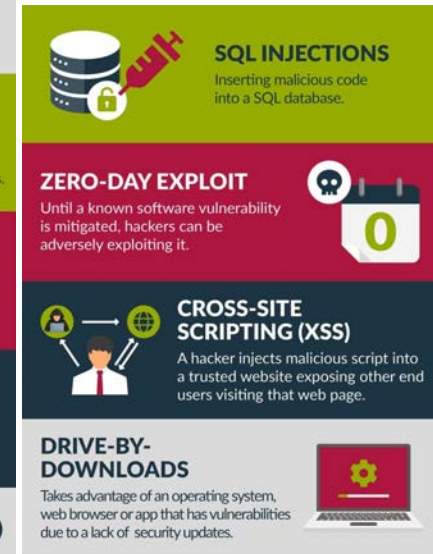 SQL INJECTIONS
Inserting malicious code
into a SQL database.
ZERO-DAY EXPLOIT
Until a known software vulnerability
is mitigated, hackers can be
adversely exploiting it.
0
CROSS-SITE
SCRIPTING (XSS)
A hacker injects malicious script into
a trusted website exposing other end
users visiting that web page.
DRIVE-BY-
DOWNLOADS
Takes advantage of an operating system,
web browser or app that has vulnerabilities
due to a lack of security updates.